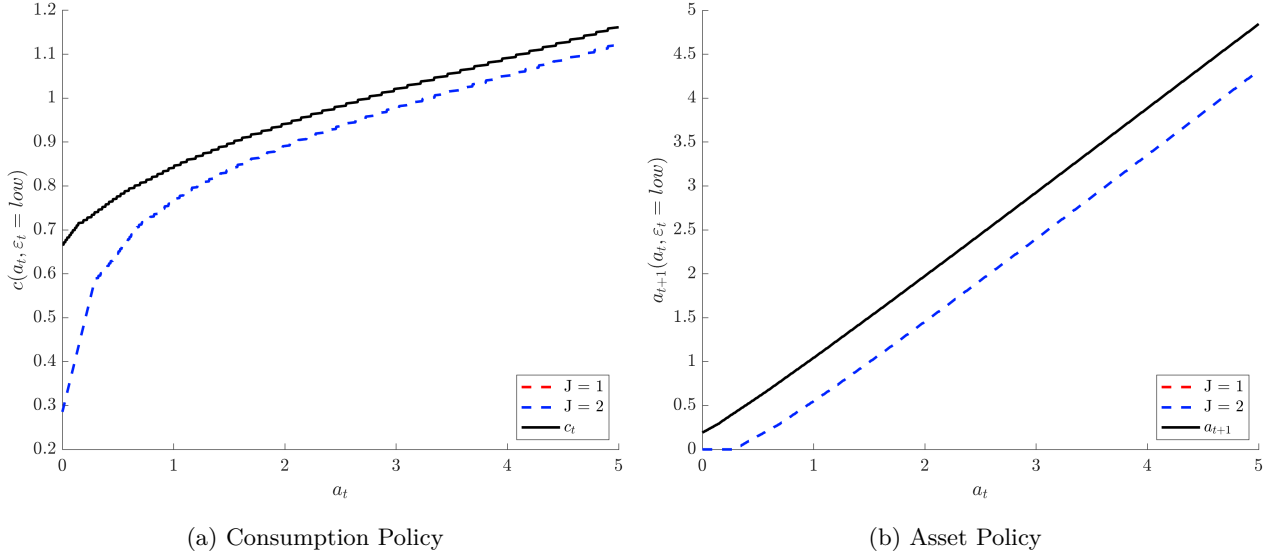 1.2
1.1
1
0.9
0.8
0.7
0.6
0.5
0.4
0.3
0.2
c(a_t, ε_t = low)
0 1 2 3 4 5
a_t
J = 1
J = 2
c_t
(a) Consumption Policy
5
4.5
4
3.5
3
2.5
2
1.5
1
0.5
0
a_{t+1}(a_t, ε_t = low)
0 1 2 3 4 5
a_t
J = 1
J = 2
a_{t+1}
(b) Asset Policy